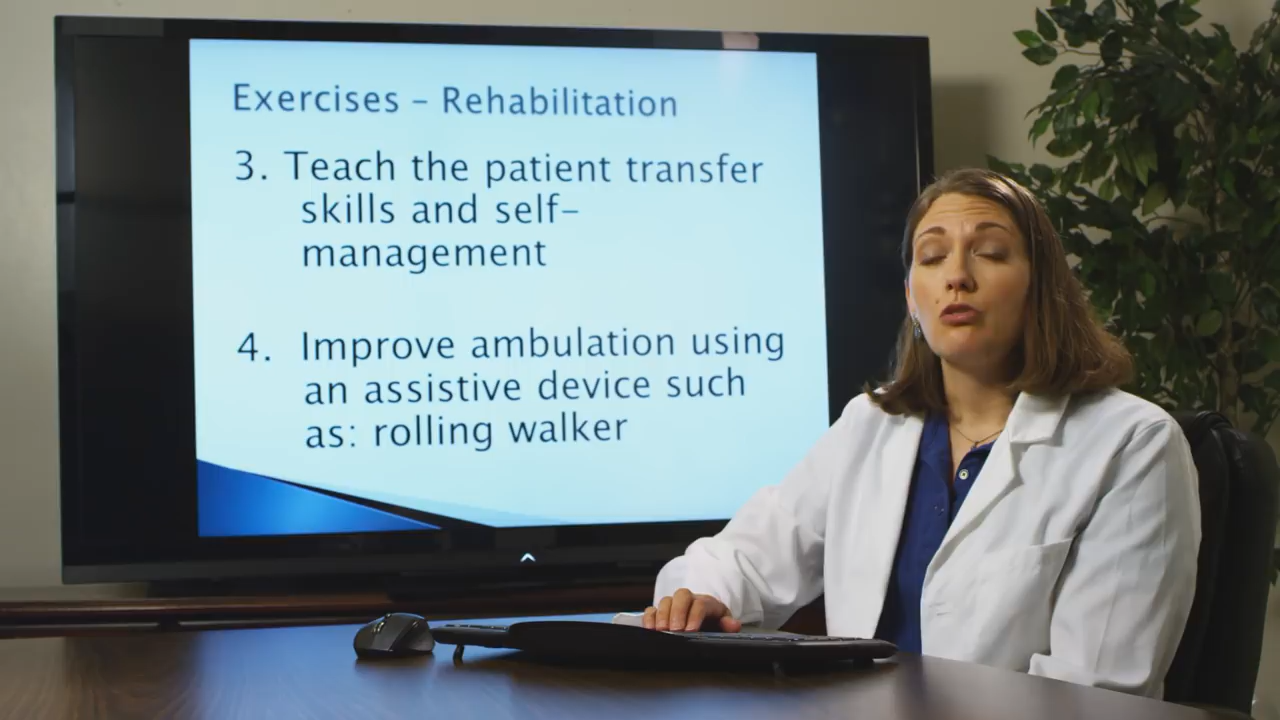 Exercises – Rehabilitation
3. Teach the patient transfer
skills and self–
management
4. Improve ambulation using
an assistive device such
as: rolling walker